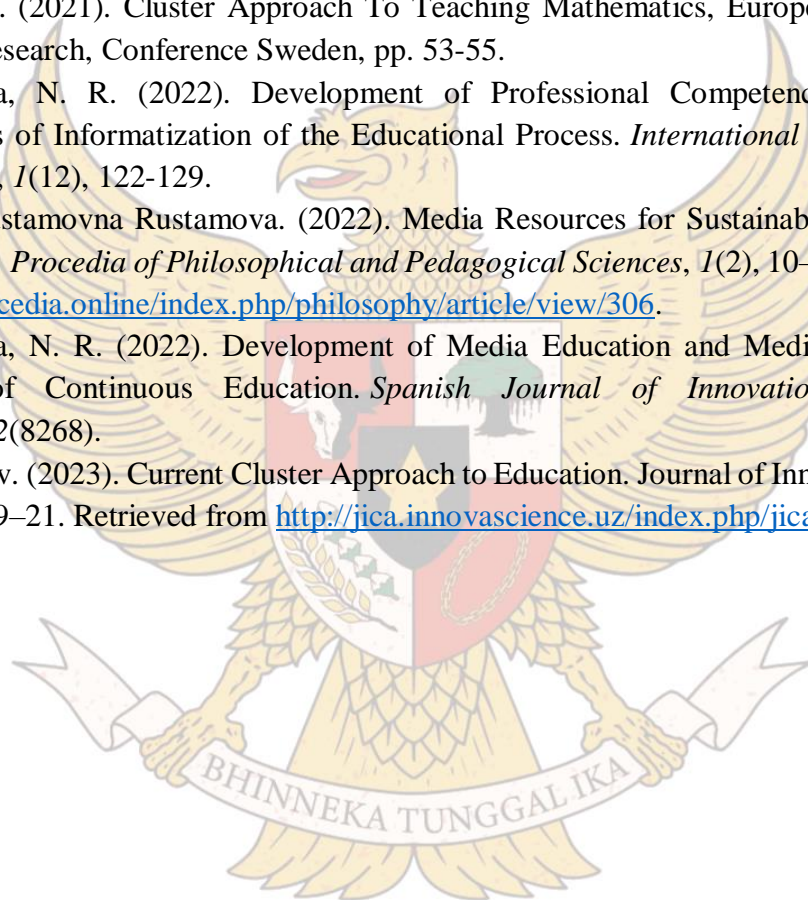 . (2021). Cluster Approach To Teaching Mathematics, Europe
esearch, Conference Sweden, pp. 53-55.
a, N. R. (2022). Development of Professional Competenc
s of Informatization of the Educational Process. International
, 1(12), 122-129.
stamovna Rustamova. (2022). Media Resources for Sustainab
. Procedia of Philosophical and Pedagogical Sciences, 1(2), 10–
cedia.online/index.php/philosophy/article/view/306.
a, N. R. (2022). Development of Media Education and Medi
of Continuous Education. Spanish Journal of Innovatio
2(8268).
v. (2023). Current Cluster Approach to Education. Journal of Inn
9–21. Retrieved from http://jica.innovascience.uz/index.php/jica
BHINNEKA TUNGGAL IKA